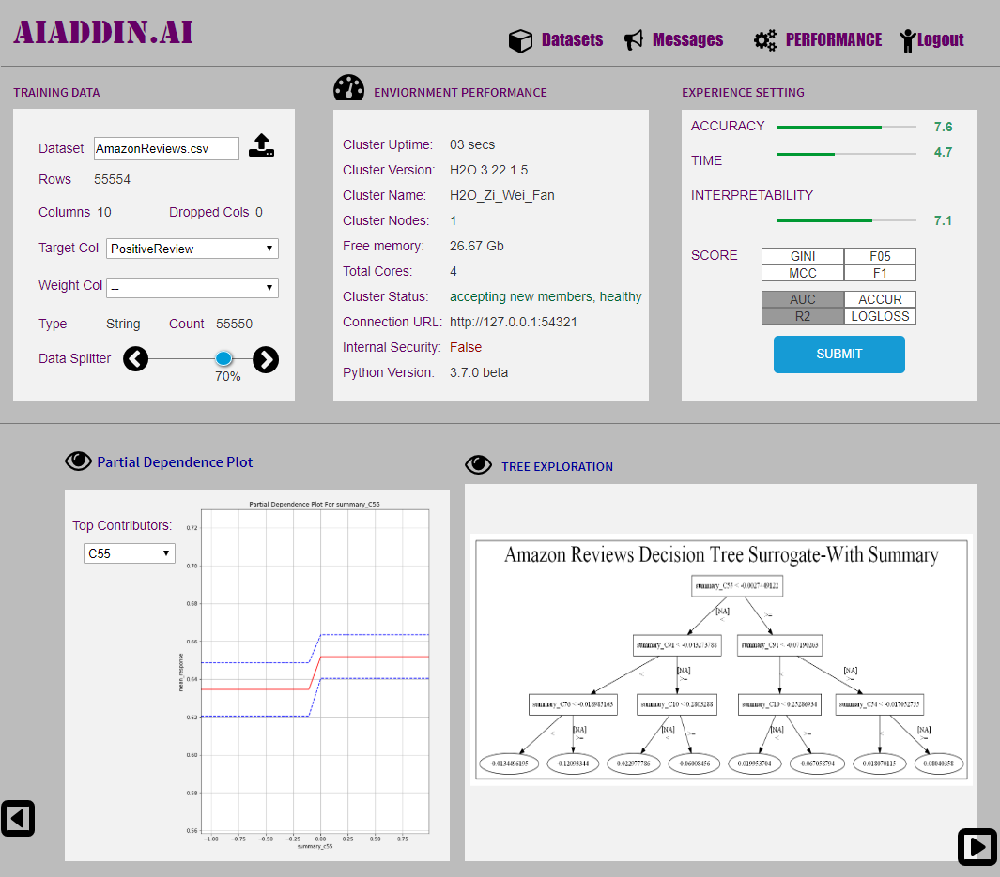 AIADDIN.AI
Datasets
Messages
PERFORMANCE
Logout
TRAINING DATA
Dataset AmazonReviews.csv
Rows 55554
Columns 10 Dropped Cols 0
Target Col PositiveReview
Weight Col --
Type String Count 55550
Data Splitter
70%
ENVIORNMENT PERFORMANCE
Cluster Uptime: 03 secs
Cluster Version: H2O 3.22.1.5
Cluster Name: H2O_Zi_Wei_Fan
Cluster Nodes: 1
Free memory: 26.67 Gb
Total Cores: 4
Cluster Status: accepting new members, healthy
Connection URL: http://127.0.0.1:54321
Internal Security: False
Python Version: 3.7.0 beta
EXPERIENCE SETTING
ACCURACY 7.6
TIME 4.7
INTERPRETABILITY
7.1
SCORE GINI F05
MCC F1
AUC ACCUR
R2 LOGLOSS
SUBMIT
Partial Dependence Plot
Top Contributors:
C55
Partial Dependence Plot For summary_C55
0.72
0.70
0.68
0.66
0.64
0.62
0.60
0.58
0.56
mean_response
−1.00 −0.75 −0.50 −0.25 0.00 0.25 0.50 0.75
summary_c55
TREE EXPLORATION
Amazon Reviews Decision Tree Surrogate-With Summary
summary_C55 < -0.0027449122
[NA]
< >=
summary_C91 < -0.043273788 summary_C91 < -0.07190263
< [NA] >= < [NA] >=
summary_C76 < -0.018985163 summary_C10 < 0.2803288 summary_C10 < 0.25286934 summary_C54 < -0.017052755
< [NA] >= [NA] < >= [NA] < >= < [NA] >=
-0.0134496195 -0.12093344 0.022977786 -0.06008456 0.019953704 -0.067058794 0.018070115 0.08040358